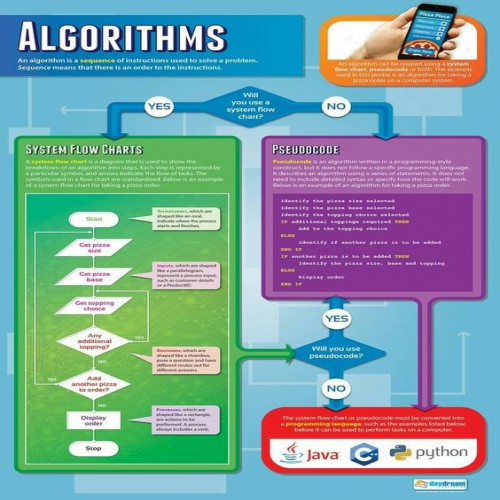 ALGORITHMS
An algorithm is a sequence of instructions used to solve a problem.
Sequence means that there is an order to the instructions.
Pizza Place
Order Now
An algorithm can be created using a system
flow chart, pseudocode or both. The example
used in this poster is an algorithm for taking a
pizza order on a computer system.
Will
you use a
system flow
chart?
YES
NO
SYSTEM FLOW CHARTS
A system flow chart is a diagram that is used to show the
breakdown of an algorithm into steps. Each step is represented by
a particular symbol, and arrows indicate the flow of tasks. The
symbols used in a flow chart are standardised. Below is an example
of a system flow chart for taking a pizza order.
Start
Terminators, which are
shaped like an oval,
indicate where the process
starts and finishes.
Get pizza
size
Get pizza
base
Inputs, which are shaped
like a parallelogram,
represent a process input,
such as customer details
or a ProductID.
Get topping
choice
Any
additional
topping?
YES
NO
Decisions, which are
shaped like a rhombus,
pose a question and have
different routes out for
different answers.
Add
another pizza
to order?
YES
NO
Display
order
Processes, which are
shaped like a rectangle,
are actions to be
performed. A process
always includes a verb.
Stop
PSEUDOCODE
Pseudocode is an algorithm written in a programming-style
construct, but it does not follow a specific programming language.
It describes an algorithm using a series of statements. It does not
need to include detailed syntax or specify how the code will work.
Below is an example of an algorithm for taking a pizza order.
Identify the pizza size selected
Identify the pizza base selected
Identify the topping choice selected
IF additional toppings required THEN
Add to the topping choice
ELSE
Identify if another pizza is to be added
END IF
IF another pizza is to be added THEN
Identify the pizza size, base and topping
ELSE
Display order
END IF
YES
Will you use
pseudocode?
NO
The system flow chart or pseudocode must be converted into
a programming language, such as the examples listed below,
before it can be used to perform tasks on a computer.
Java
C++
python
daydream